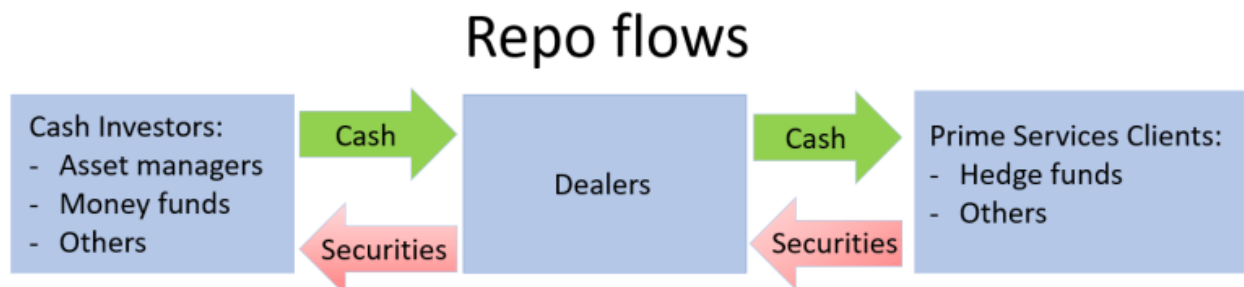 Repo flows
Cash Investors:
- Asset managers
- Money funds
- Others
Cash
Securities
Dealers
Cash
Securities
Prime Services Clients:
- Hedge funds
- Others